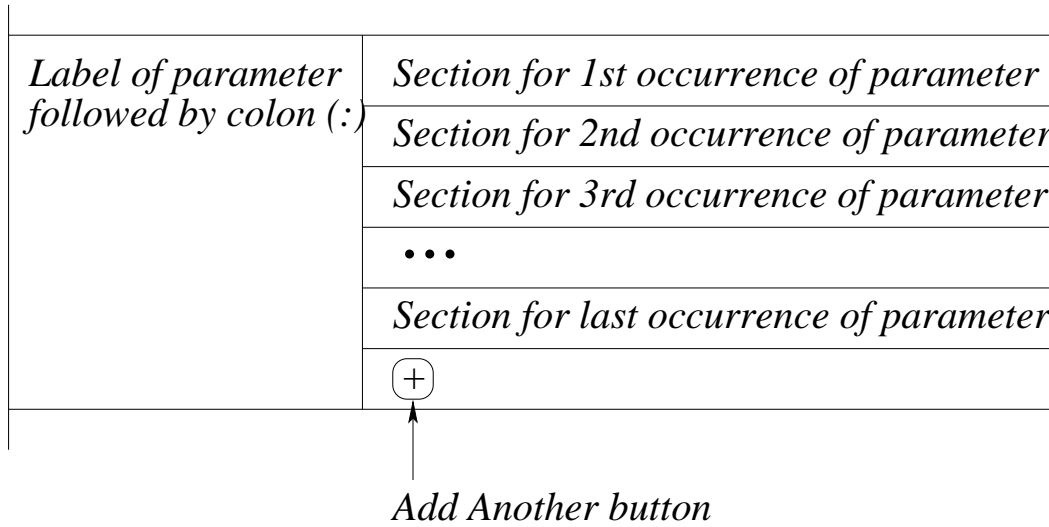 Label of parameter
followed by colon (:)
Section for 1st occurrence of parameter
Section for 2nd occurrence of parameter
Section for 3rd occurrence of parameter
•••
Section for last occurrence of parameter
+
Add Another button